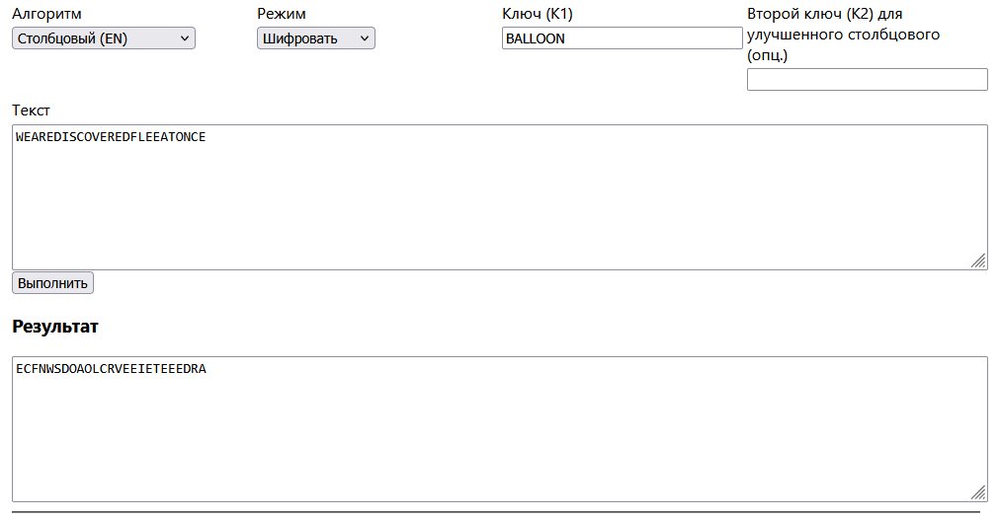 Алгоритм
Режим
Ключ (K1)
Второй ключ (K2) для
улучшенного столбцового
(опц.)
Столбцовый (EN)
Шифровать
BALLOON
Текст
WEAREDISCOVEREDFLEEATONCE
Выполнить
Результат
ECFNWSDOAOLCRVEEIETEEEDRA